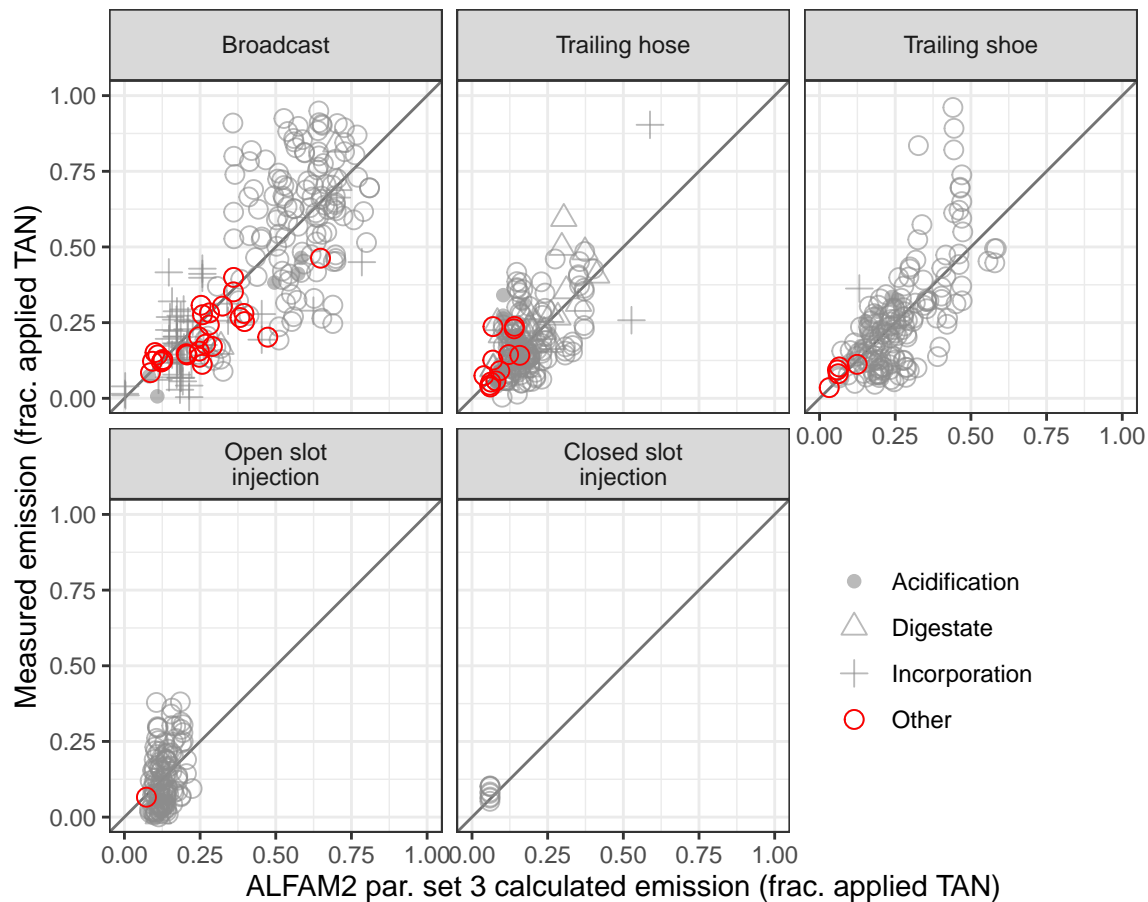 Broadcast
Trailing hose
Trailing shoe
1.00
0.75
0.50
0.25
0.00
0.00 0.25 0.50 0.75 1.00
Open slot
injection
Closed slot
injection
1.00
0.75
0.50
0.25
0.00
0.00 0.25 0.50 0.75 1.00
0.00 0.25 0.50 0.75 1.00
Measured emission (frac. applied TAN)
ALFAM2 par. set 3 calculated emission (frac. applied TAN)
Acidification
Digestate
Incorporation
Other